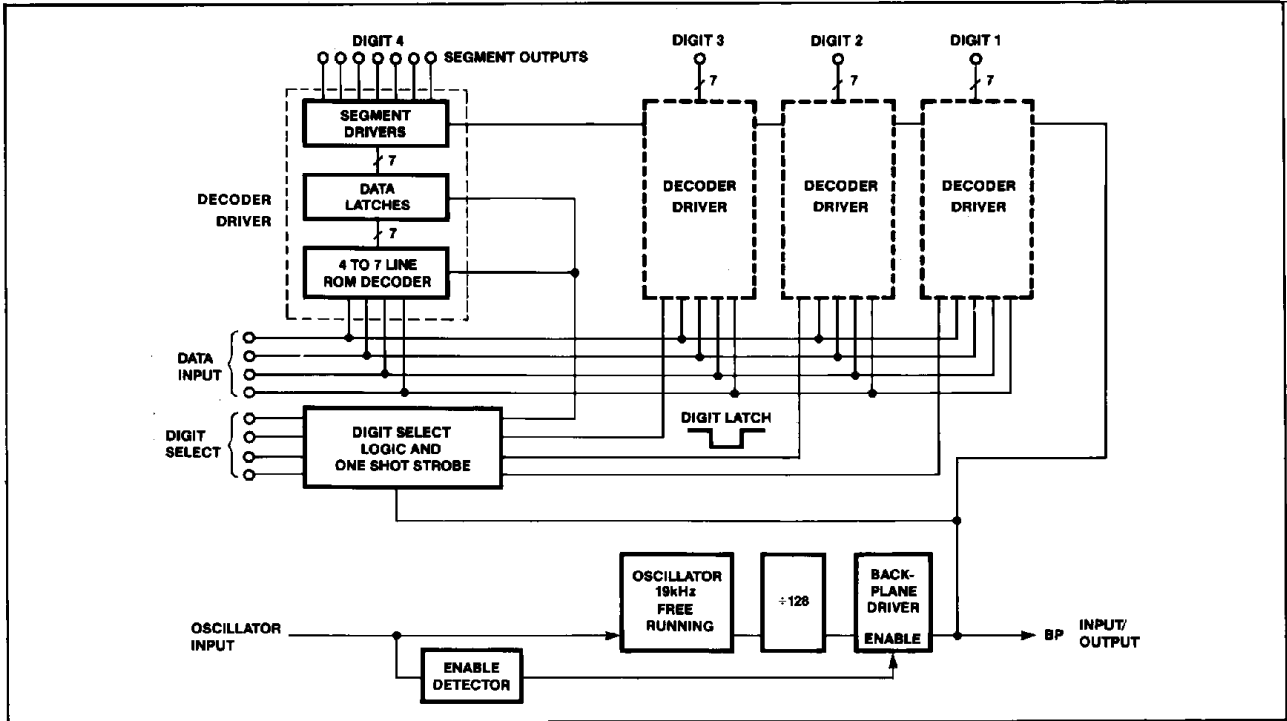 DIGIT 4
SEGMENT OUTPUTS
DIGIT 3
DIGIT 2
DIGIT 1
7
7
7
SEGMENT
DRIVERS
7
DATA
LATCHES
7
4 TO 7 LINE
ROM DECODER
DECODER
DRIVER
DECODER
DRIVER
DECODER
DRIVER
DECODER
DRIVER
DATA
INPUT
DIGIT
SELECT
DIGIT SELECT
LOGIC AND
ONE SHOT STROBE
DIGIT LATCH
OSCILLATOR
INPUT
ENABLE
DETECTOR
OSCILLATOR
19kHz
FREE
RUNNING
÷128
BACK-
PLANE
DRIVER
ENABLE
BP
INPUT/
OUTPUT